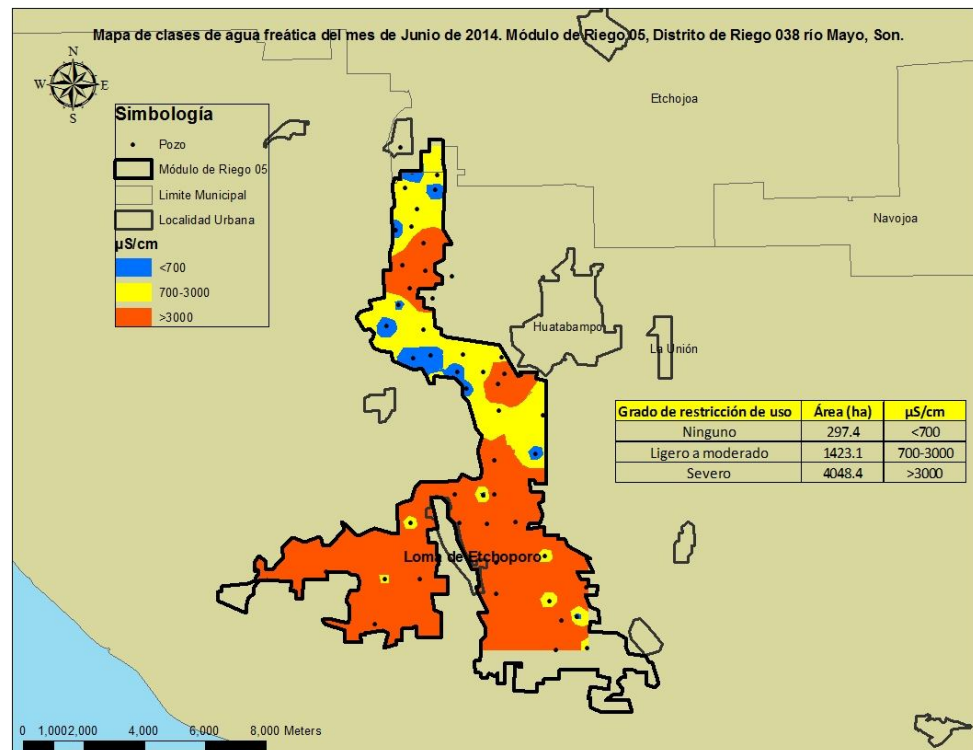 Mapa de clases de agua freática del mes de Junio de 2014. Módulo de Riego 05, Distrito de Riego 038 río Mayo, Son.
N
W E
S
Etchojoa
Simbología
Pozo
Módulo de Riego 05
Limite Municipal
Localidad Urbana
µS/cm
<700
700-3000
>3000
Navojoa
Huatabampo
La Unión
Grado de restricción de uso Área (ha) µS/cm
Ninguno 297.4 <700
Ligero a moderado 1423.1 700-3000
Severo 4048.4 >3000
Loma de Etchoporo
0 1,000 2,000 4,000 6,000 8,000 Meters